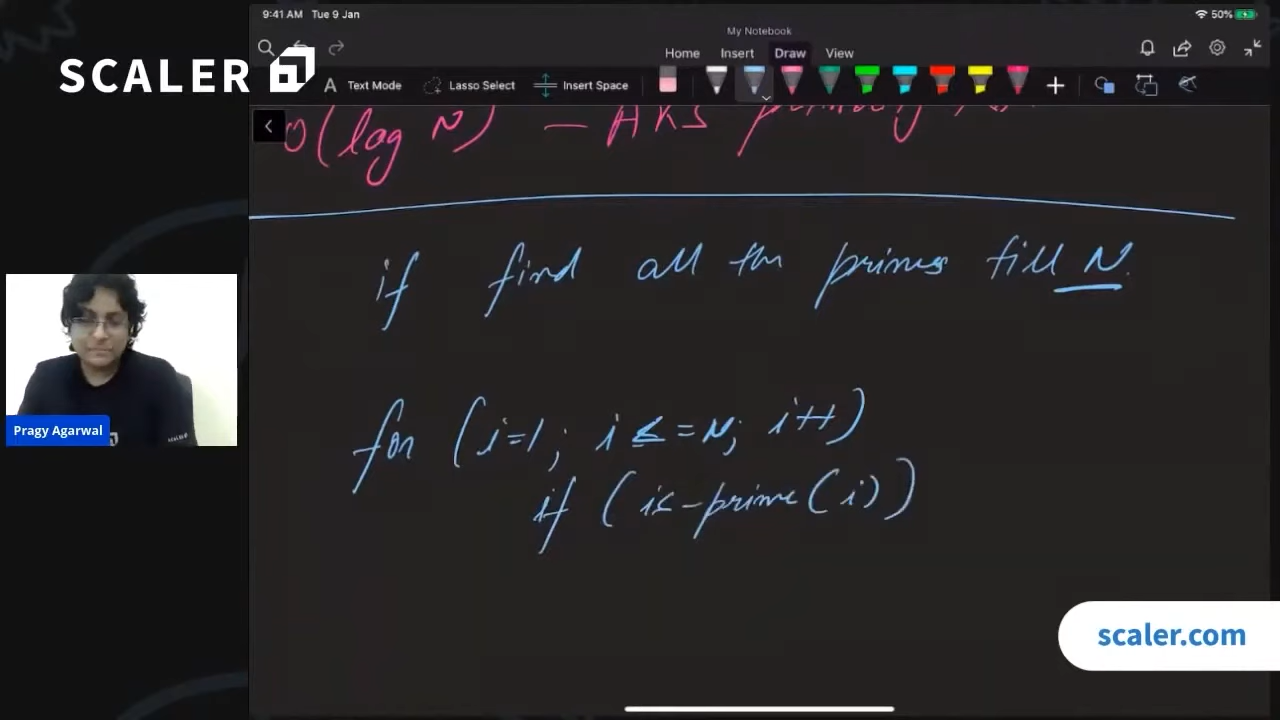 9:41 AM Tue 9 Jan
50%
My Notebook
Home Insert Draw View
SCALER
Text Mode Lasso Select Insert Space
O(log N) – AKS
if find all the primes till N.
for (i=1; i<=N; i++)
if (is-prime(i))
Pragy Agarwal
scaler.com